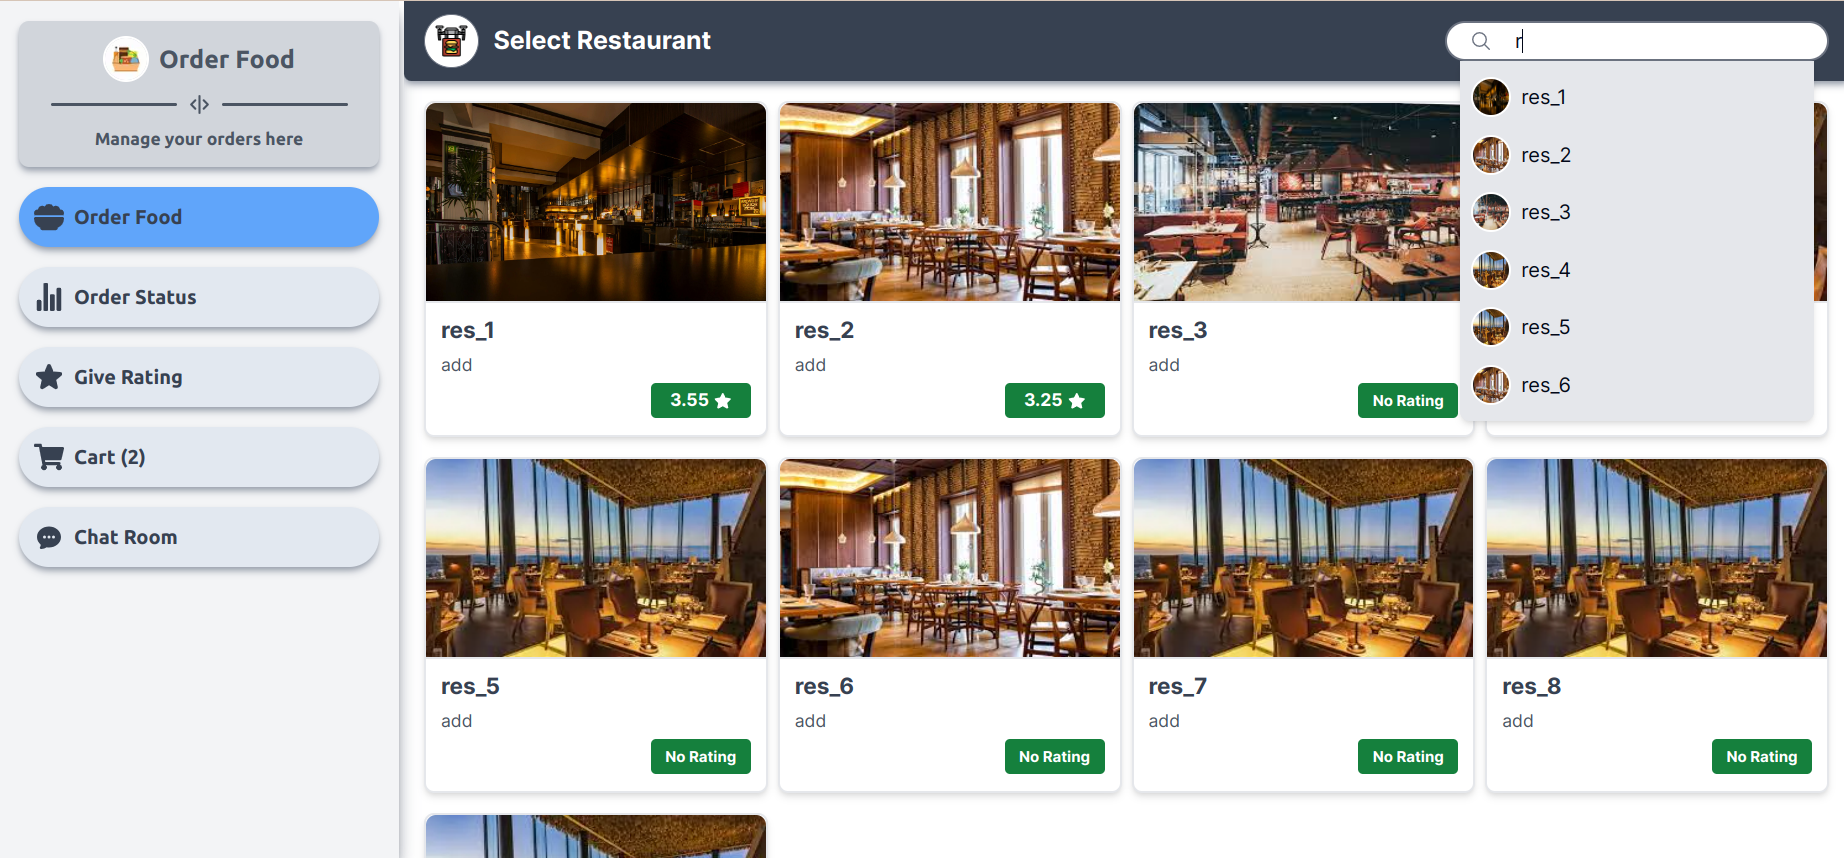 Order Food
Manage your orders here
Order Food
Order Status
Give Rating
Cart (2)
Chat Room
Select Restaurant
r
res_1
res_2
res_3
res_4
res_5
res_6
res_1
add
3.55
res_2
add
3.25
res_3
add
No Rating
res_5
add
No Rating
res_6
add
No Rating
res_7
add
No Rating
res_8
add
No Rating